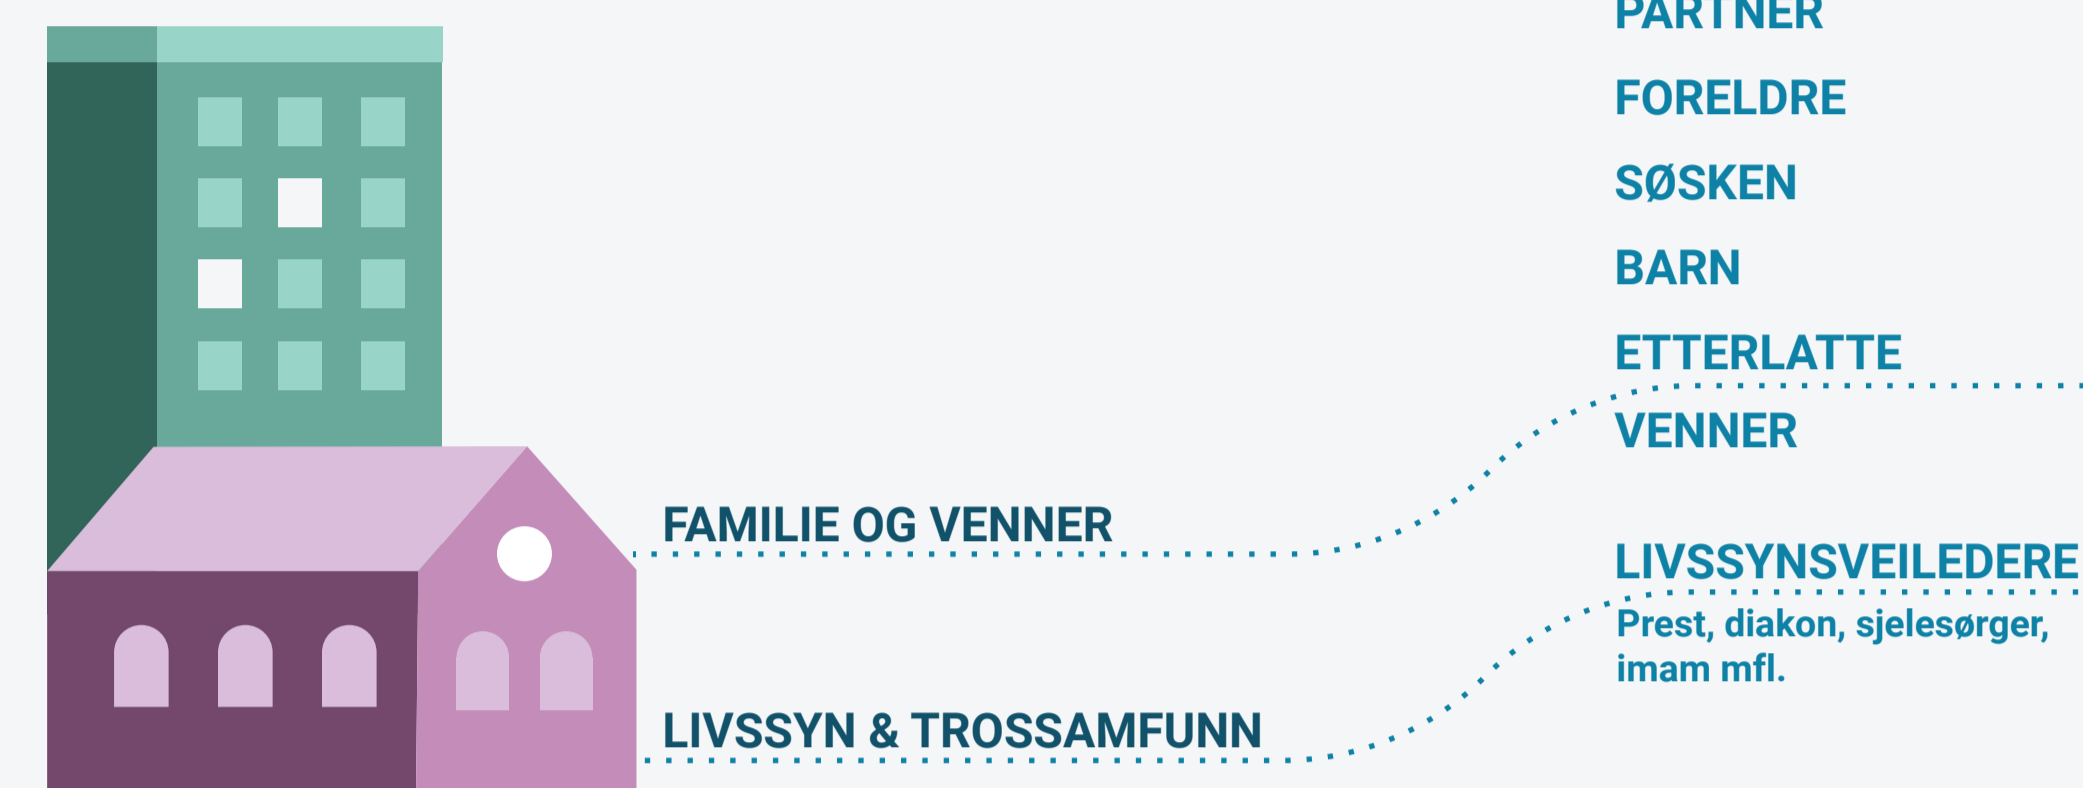 PARTNER
FORELDRE
SØSKEN
BARN
ETTERLATTE
VENNER
FAMILIE OG VENNER
LIVSSYNSVEILEDERE
Prest, diakon, sjelesørger,
imam mfl.
LIVSSYN & TROSSAMFUNN